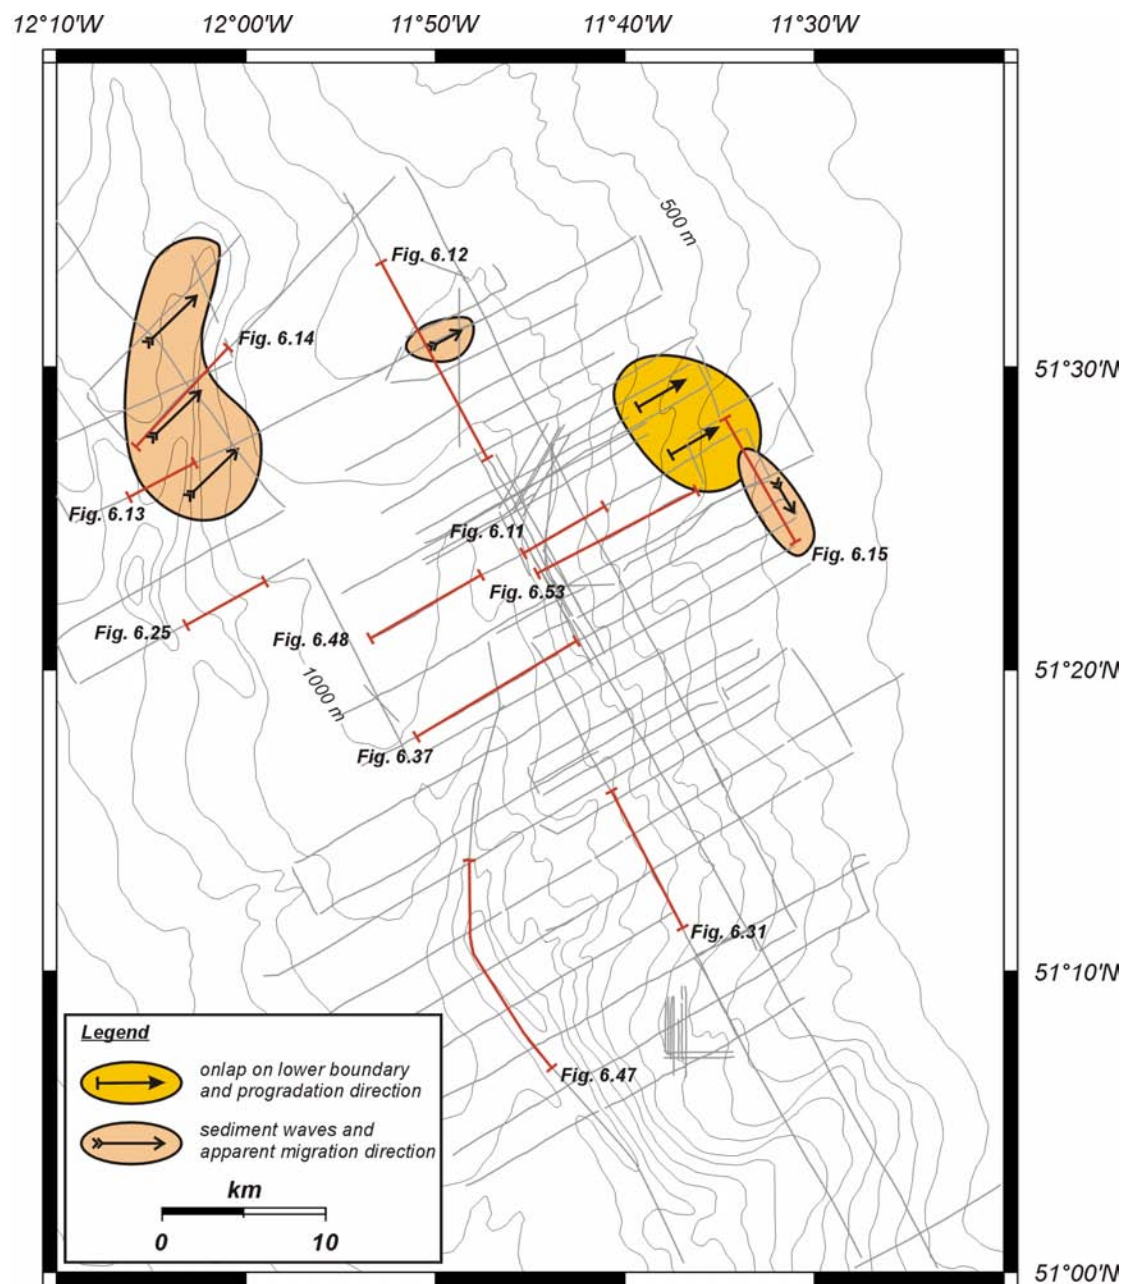 12°10'W
12°00'W
11°50'W
11°40'W
11°30'W
500 m
Fig. 6.12
Fig. 6.14
51°30'N
Fig. 6.13
Fig. 6.11
Fig. 6.15
Fig. 6.53
Fig. 6.25
Fig. 6.48
51°20'N
1000 m
Fig. 6.37
Fig. 6.31
51°10'N
Fig. 6.47
Legend
onlap on lower boundary
and progradation direction
sediment waves and
apparent migration direction
km
0
10
51°00'N